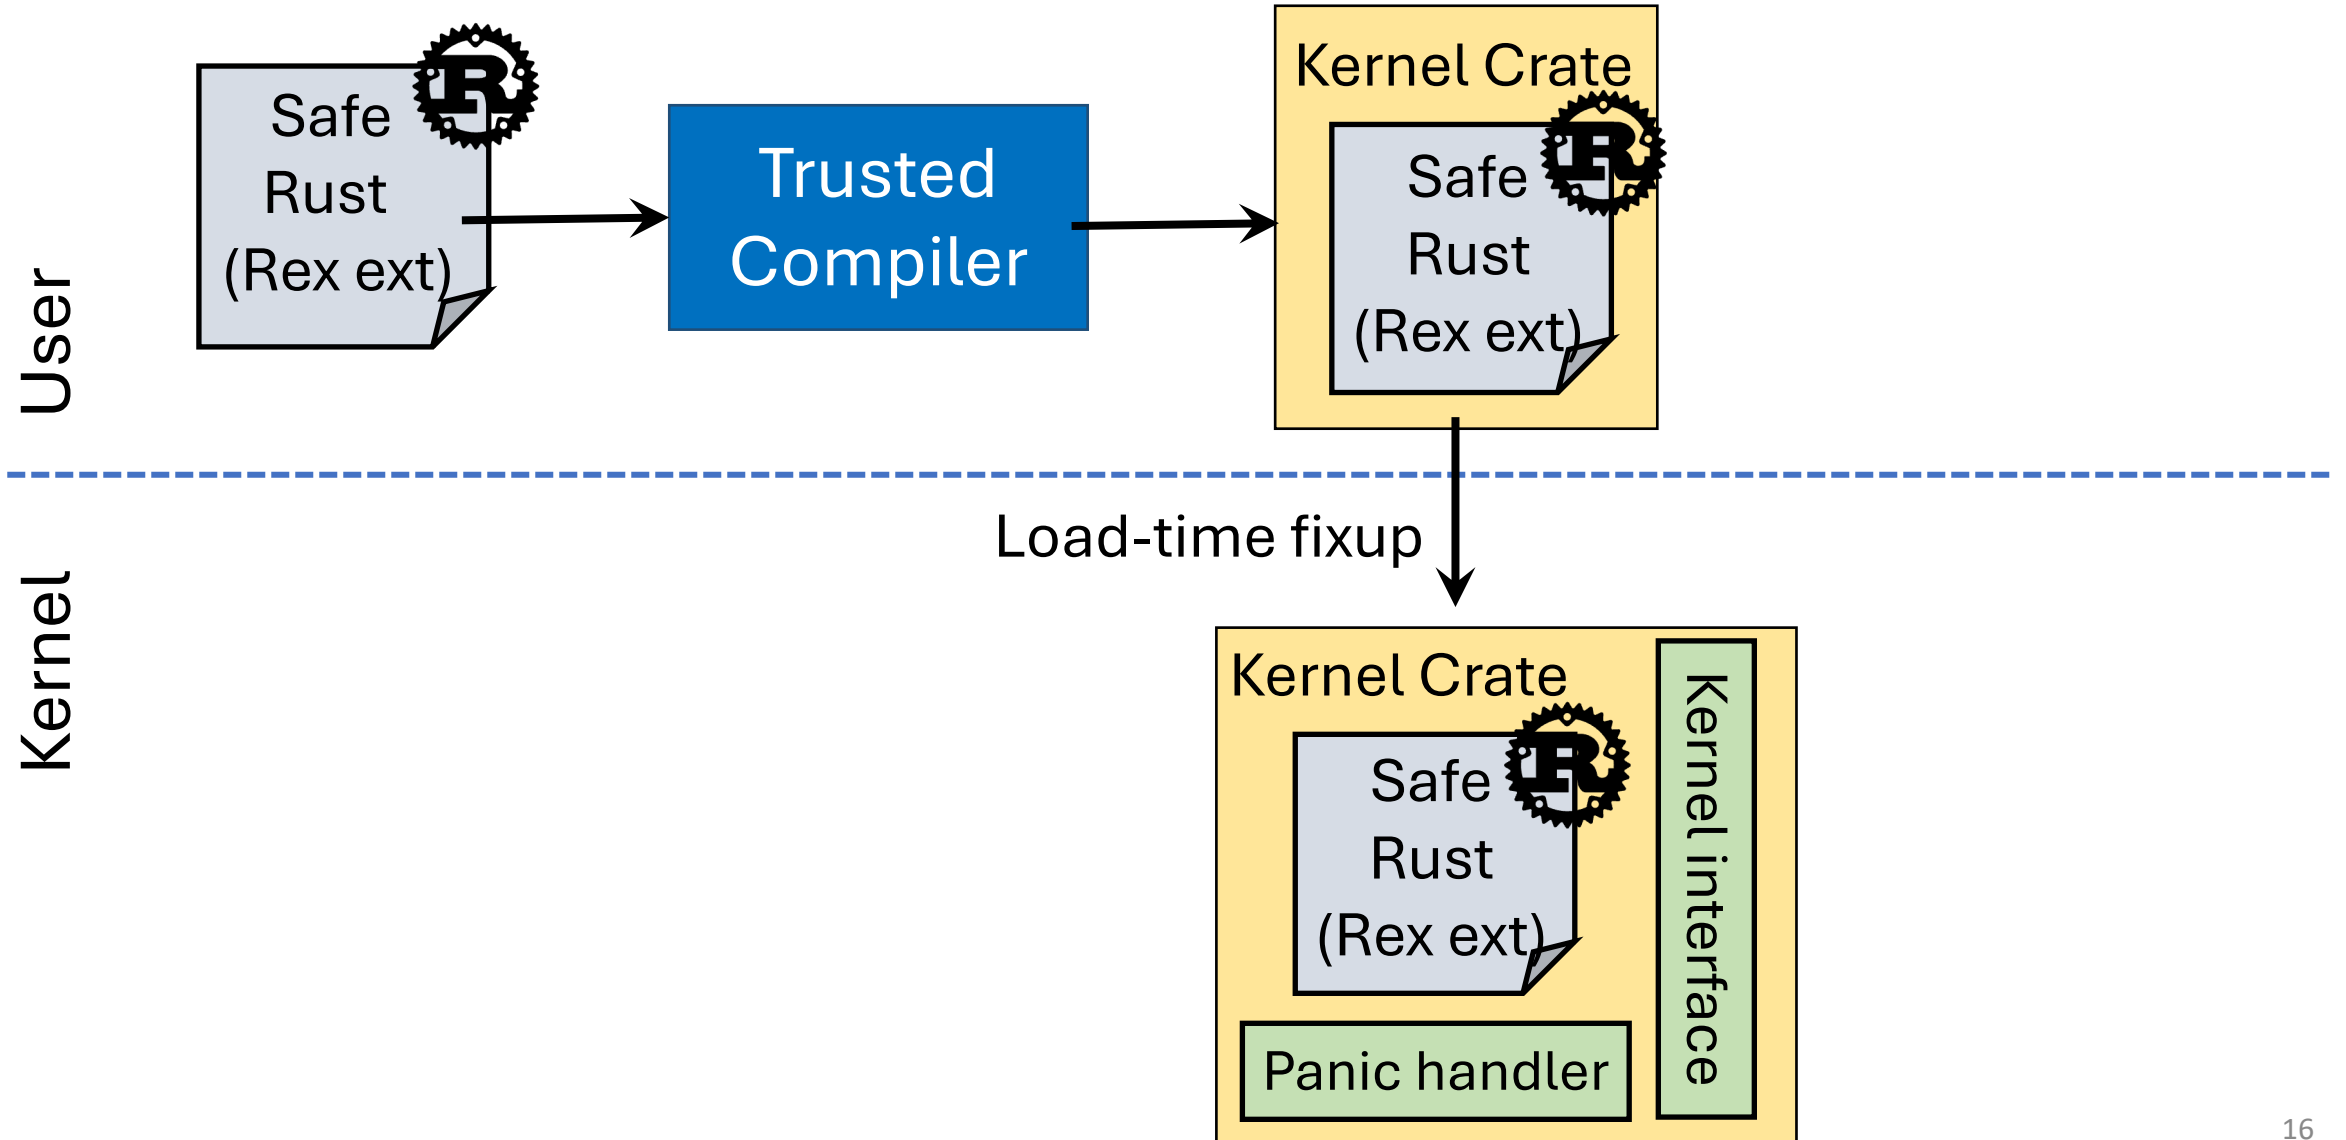 User
Safe
Rust
(Rex ext)
Trusted
Compiler
Kernel Crate
Safe
Rust
(Rex ext)
Load-time fixup
Kernel
Kernel Crate
Safe
Rust
(Rex ext)
Kernel interface
Panic handler
16